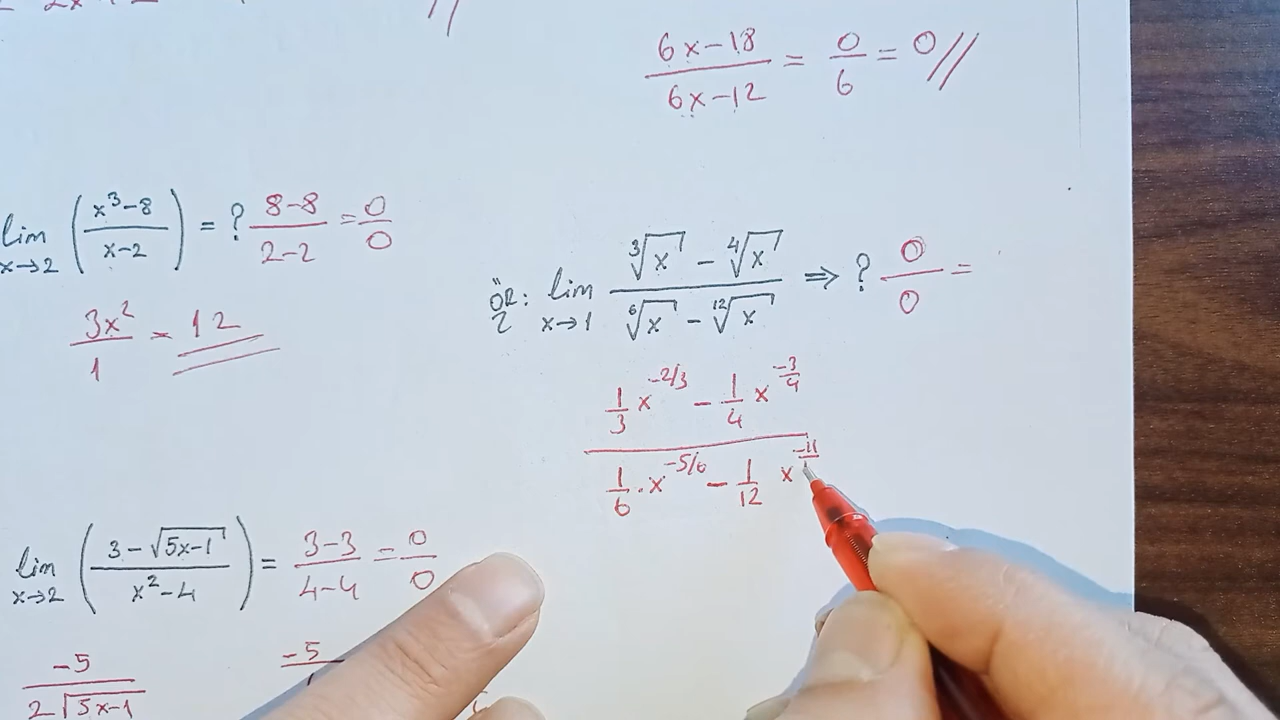 6x-18 / 6x-12 = 0/6 = 0 //
lim x→2 (x³-8 / x-2) = ? 8-8 / 2-2 = 0/0
3x² / 1 = 12
ÖR: 2 lim x→1 (∛x - ∜x) / (⁶√x - ¹²√x) ⇒ ? 0/0 =
1/3 x^-2/3 - 1/4 x^-3/4
1/6 . x^-5/6 - 1/12 x^-11
lim x→2 (3-√5x-1 / x²-4) = 3-3 / 4-4 = 0/0
-5 / 2√5x-1
-5